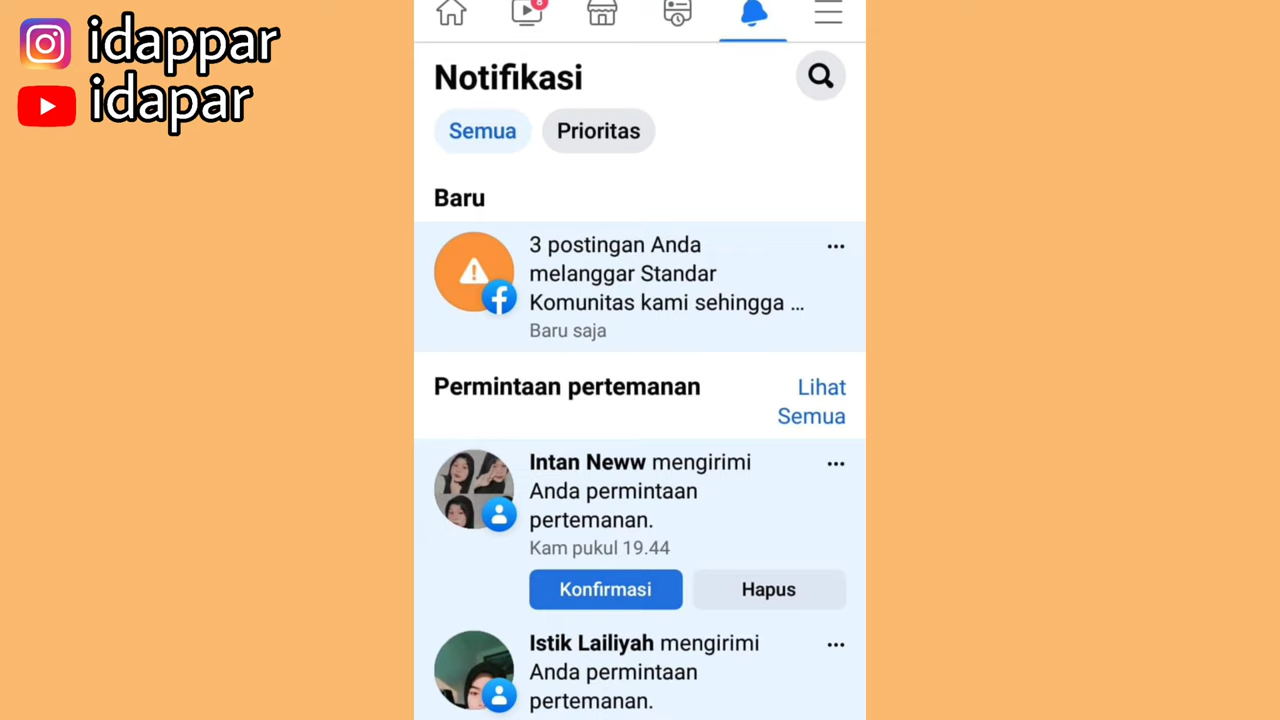 idappar
idapar
8
Notifikasi
Semua
Prioritas
Baru
3 postingan Anda
melanggar Standar
Komunitas kami sehingga ...
Baru saja
Permintaan pertemanan
Lihat
Semua
Intan Neww mengirimi
Anda permintaan
pertemanan.
Kam pukul 19.44
Konfirmasi
Hapus
Istik Lailiyah mengirimi
Anda permintaan
pertemanan.